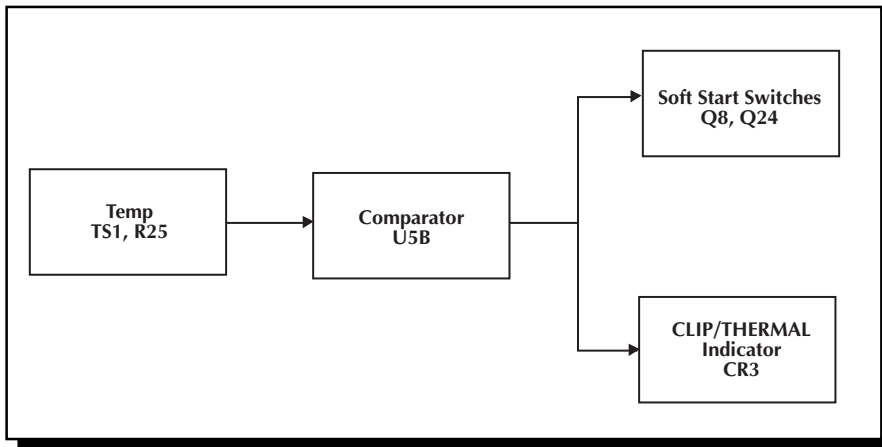 Temp
TS1, R25
Comparator
U5B
Soft Start Switches
Q8, Q24
CLIP/THERMAL
Indicator
CR3